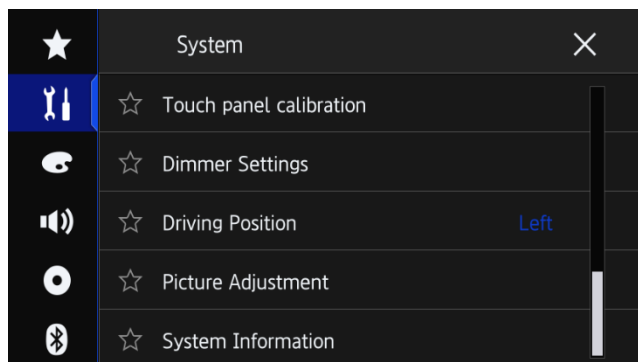 System
Touch panel calibration
Dimmer Settings
Driving Position Left
Picture Adjustment
System Information